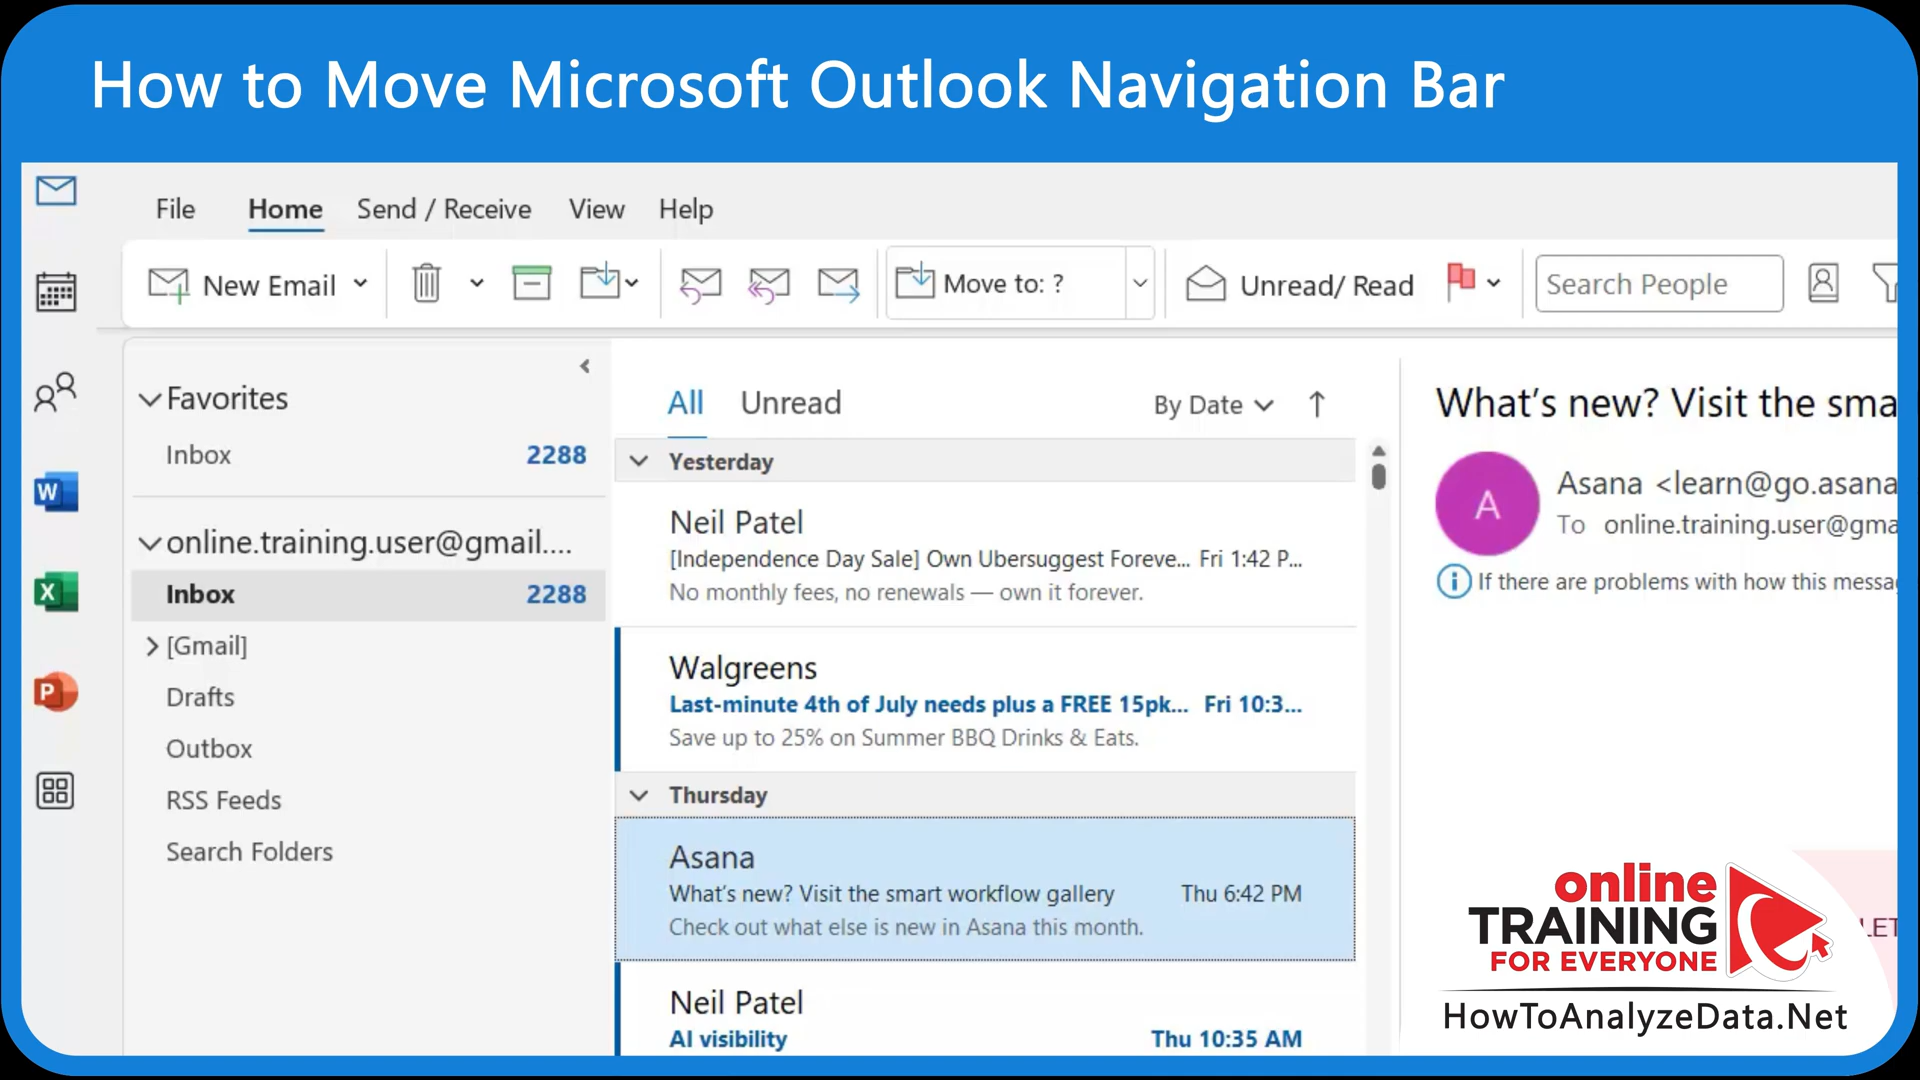 How to Move Microsoft Outlook Navigation Bar
File Home Send / Receive View Help
New Email Move to: ? Unread/ Read Search People
Favorites
Inbox 2288
online.training.user@gmail....
Inbox 2288
[Gmail]
Drafts
Outbox
RSS Feeds
Search Folders
All Unread By Date
Yesterday
Neil Patel
[Independence Day Sale] Own Ubersuggest Foreve... Fri 1:42 P...
No monthly fees, no renewals — own it forever.
Walgreens
Last-minute 4th of July needs plus a FREE 15pk... Fri 10:3...
Save up to 25% on Summer BBQ Drinks & Eats.
Thursday
Asana
What's new? Visit the smart workflow gallery Thu 6:42 PM
Check out what else is new in Asana this month.
Neil Patel
AI visibility Thu 10:35 AM
What's new? Visit the sma
A
Asana <learn@go.asana
To online.training.user@gma
If there are problems with how this messa
W
X
P
online
TRAINING
FOR EVERYONE
HowToAnalyzeData.Net